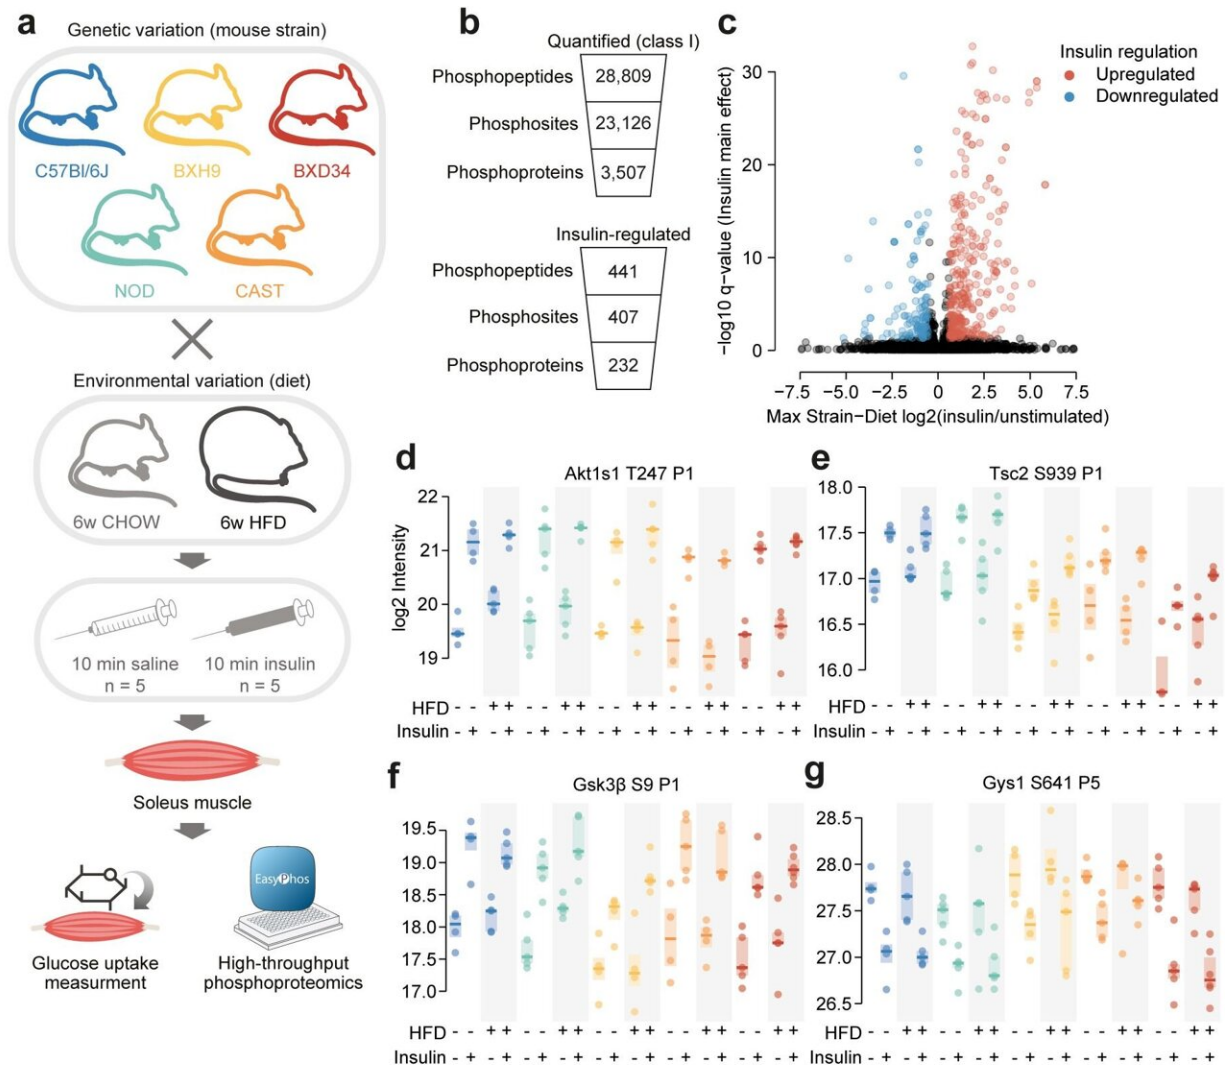 a
Genetic variation (mouse strain)
C57Bl/6J
BXH9
BXD34
NOD
CAST
Environmental variation (diet)
6w CHOW
6w HFD
10 min saline
n = 5
10 min insulin
n = 5
Soleus muscle
EasyPhos
Glucose uptake
measurment
High-throughput
phosphoproteomics
b
Quantified (class I)
Phosphopeptides 28,809
Phosphosites 23,126
Phosphoproteins 3,507
Insulin-regulated
Phosphopeptides 441
Phosphosites 407
Phosphoproteins 232
c
−log10 q−value (Insulin main effect)
30
20
10
0
−7.5 −5.0 −2.5 0 2.5 5.0 7.5
Max Strain−Diet log2(insulin/unstimulated)
Insulin regulation
Upregulated
Downregulated
d
Akt1s1 T247 P1
log2 Intensity
22
21
20
19
HFD - - + + - - + + - - + + - - + + - - + +
Insulin - + - + - + - + - + - + - + - + - + - +
e
Tsc2 S939 P1
18.0
17.5
17.0
16.5
16.0
HFD - - + + - - + + - - + + - - + + - - + +
Insulin - + - + - + - + - + - + - + - + - + - +
f
Gsk3β S9 P1
19.5
19.0
18.5
18.0
17.5
17.0
HFD - - + + - - + + - - + + - - + + - - + +
Insulin - + - + - + - + - + - + - + - + - + - +
g
Gys1 S641 P5
28.5
28.0
27.5
27.0
26.5
HFD - - + + - - + + - - + + - - + + - - + +
Insulin - + - + - + - + - + - + - + - + - + - +